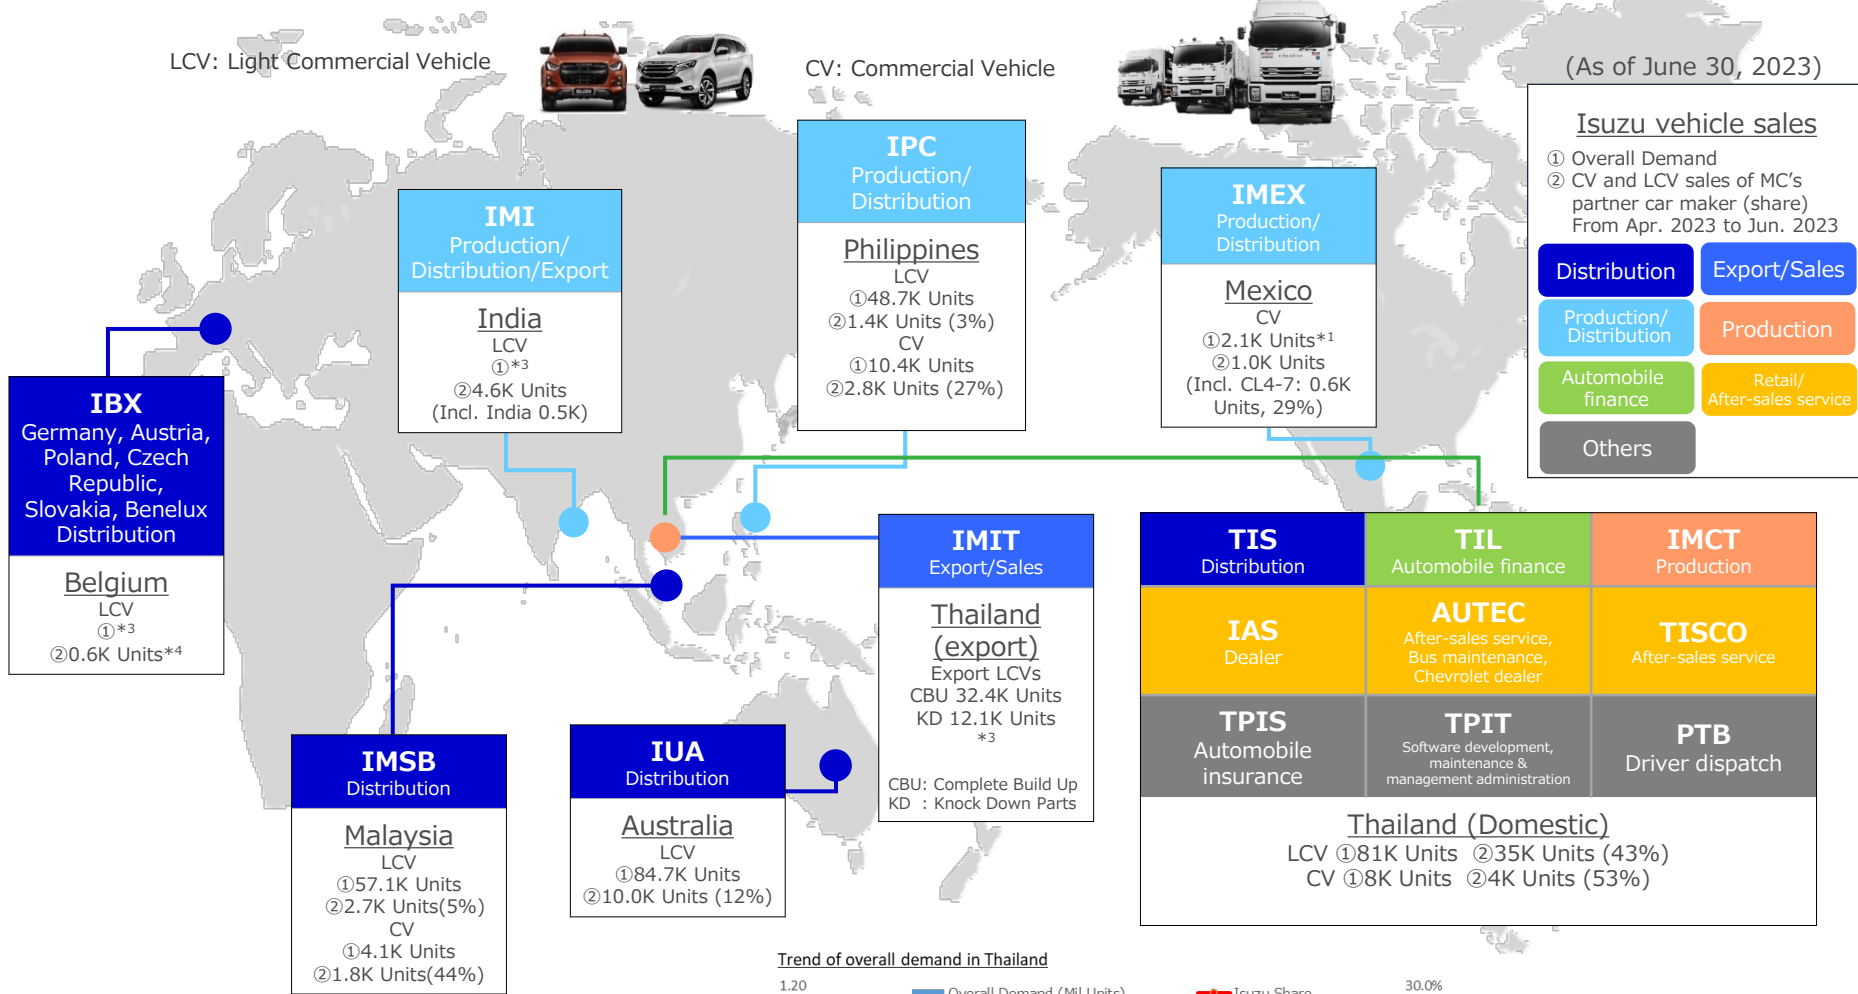 LCV: Light Commercial Vehicle
CV: Commercial Vehicle
(As of June 30, 2023)
Isuzu vehicle sales
① Overall Demand
② CV and LCV sales of MC's
partner car maker (share)
From Apr. 2023 to Jun. 2023
Distribution
Export/Sales
Production/
Distribution
Production
Automobile
finance
Retail/
After-sales service
Others
IPC
Production/
Distribution
Philippines
LCV
①48.7K Units
②1.4K Units (3%)
CV
①10.4K Units
②2.8K Units (27%)
IMEX
Production/
Distribution
Mexico
CV
①2.1K Units*1
②1.0K Units
(Incl. CL4-7: 0.6K
Units, 29%)
IMI
Production/
Distribution/Export
India
LCV
①*3
②4.6K Units
(Incl. India 0.5K)
IBX
Germany, Austria,
Poland, Czech
Republic,
Slovakia, Benelux
Distribution
Belgium
LCV
①*3
②0.6K Units*4
IMIT
Export/Sales
Thailand
(export)
Export LCVs
CBU 32.4K Units
KD 12.1K Units
*3
CBU: Complete Build Up
KD : Knock Down Parts
TIS
Distribution
TIL
Automobile finance
IMCT
Production
IAS
Dealer
AUTEC
After-sales service,
Bus maintenance,
Chevrolet dealer
TISCO
After-sales service
TPIS
Automobile
insurance
TPIT
Software development,
maintenance &
management administration
PTB
Driver dispatch
Thailand (Domestic)
LCV ①81K Units ②35K Units (43%)
CV ①8K Units ②4K Units (53%)
IMSB
Distribution
Malaysia
LCV
①57.1K Units
②2.7K Units(5%)
CV
①4.1K Units
②1.8K Units(44%)
IUA
Distribution
Australia
LCV
①84.7K Units
②10.0K Units (12%)
Trend of overall demand in Thailand
1.20
Overall Demand (Mil Units)
Isuzu Share
30.0%